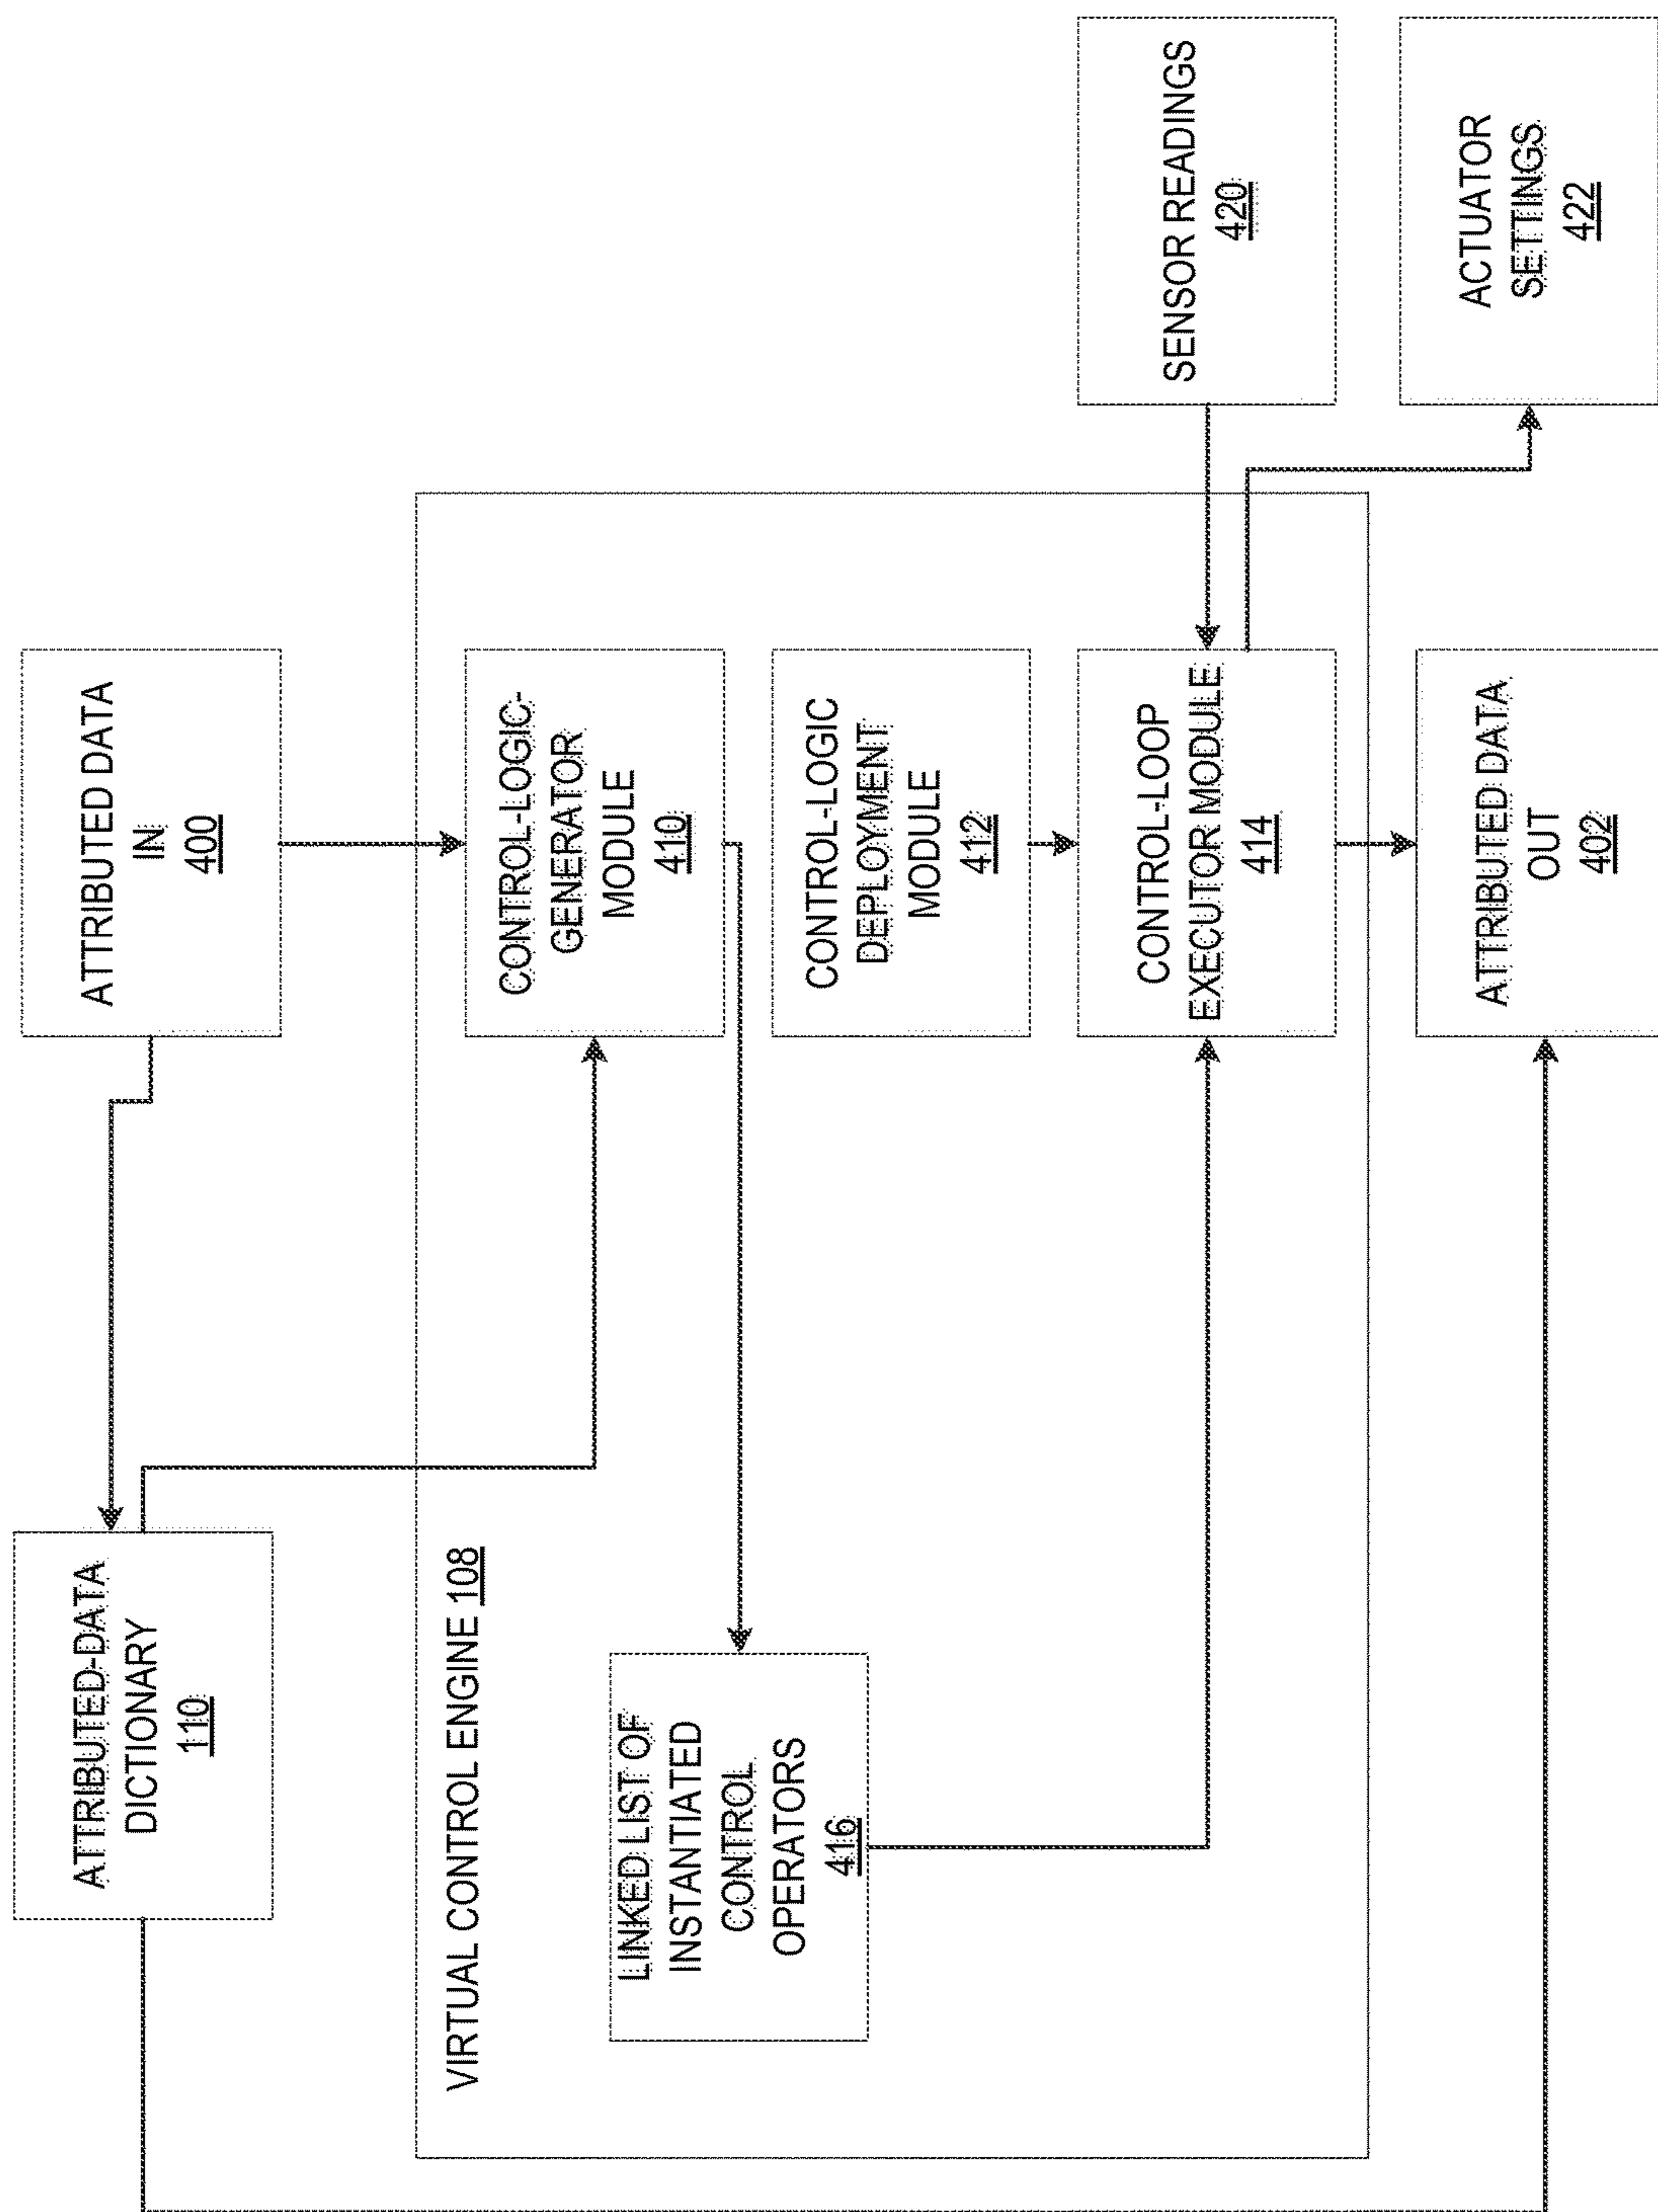 ATTRIBUTED-DATA
DICTIONARY
110
ATTRIBUTED DATA
IN
400
VIRTUAL CONTROL ENGINE 108
CONTROL-LOGIC-
GENERATOR
MODULE
410
LINKED LIST OF
INSTANTIATED
CONTROL
OPERATORS
416
CONTROL-LOGIC
DEPLOYMENT
MODULE
412
CONTROL-LOOP
EXECUTOR MODULE
414
SENSOR READINGS
420
ATTRIBUTED DATA
OUT
402
ACTUATOR
SETTINGS
422